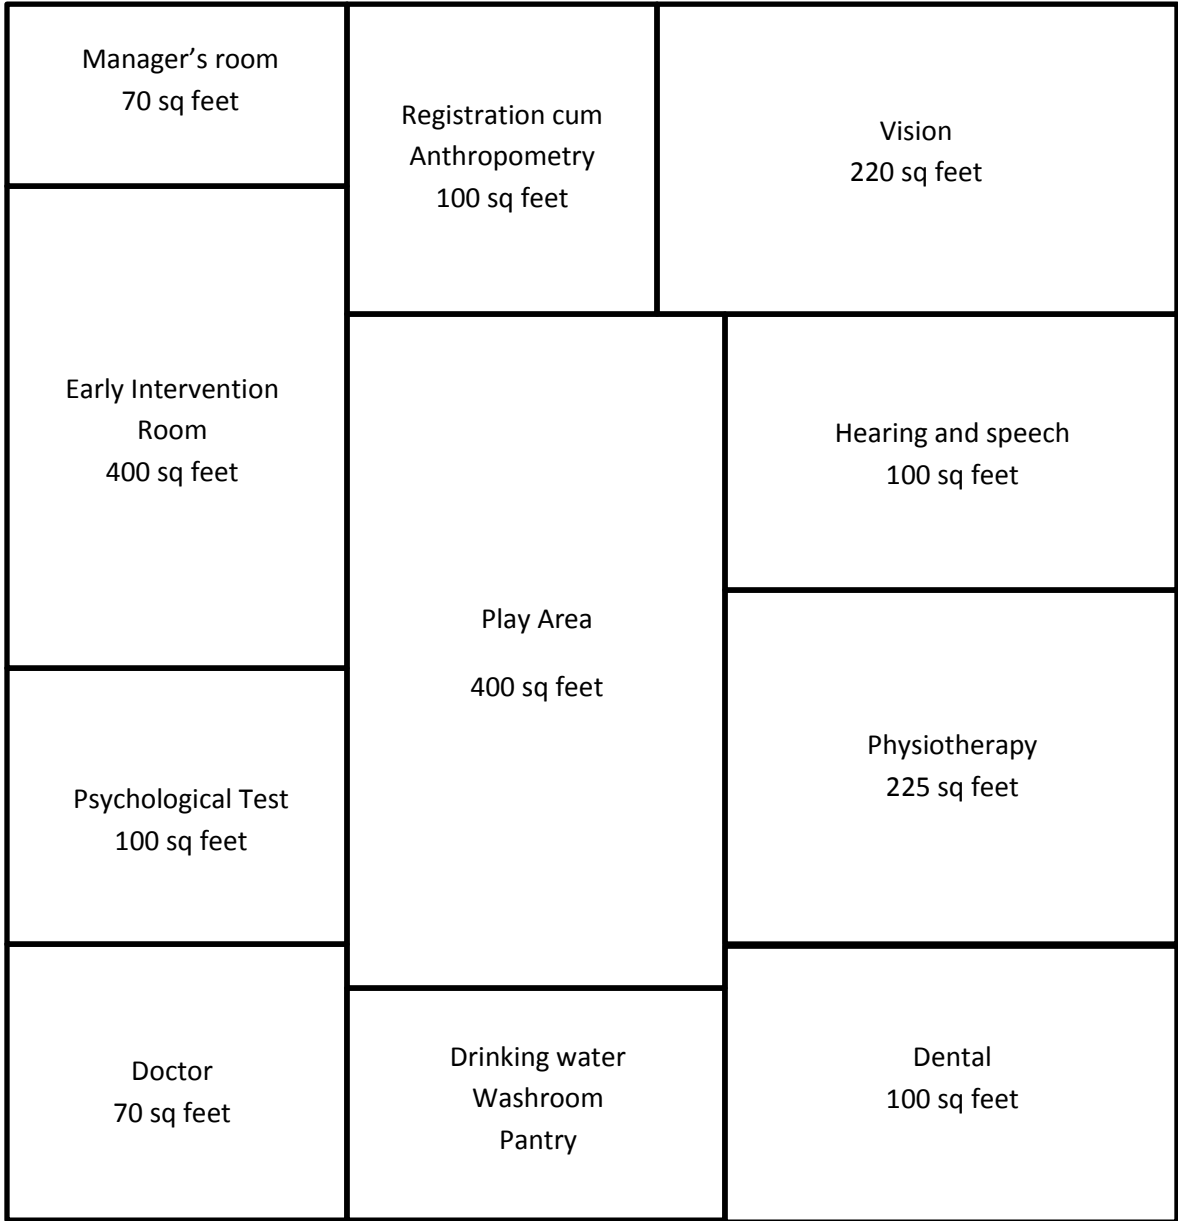 Manager’s room
70 sq feet
Registration cum
Anthropometry
100 sq feet
Vision
220 sq feet
Early Intervention
Room
400 sq feet
Hearing and speech
100 sq feet
Play Area
400 sq feet
Physiotherapy
225 sq feet
Psychological Test
100 sq feet
Doctor
70 sq feet
Drinking water
Washroom
Pantry
Dental
100 sq feet